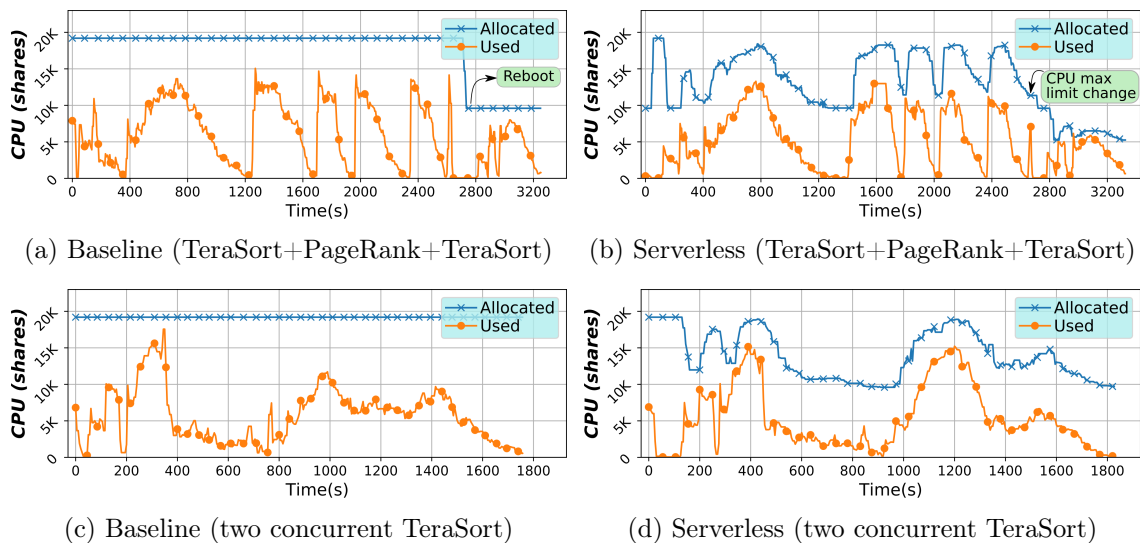 Allocated
Used
Reboot
CPU (shares)
20K
15K
10K
5K
0
0 400 800 1200 1600 2000 2400 2800 3200
Time(s)
(a) Baseline (TeraSort+PageRank+TeraSort)
Allocated
Used
CPU max
limit change
CPU (shares)
20K
15K
10K
5K
0
0 400 800 1200 1600 2000 2400 2800 3200
Time(s)
(b) Serverless (TeraSort+PageRank+TeraSort)
Allocated
Used
CPU (shares)
20K
15K
10K
5K
0
0 200 400 600 800 1000 1200 1400 1600 1800
Time(s)
(c) Baseline (two concurrent TeraSort)
Allocated
Used
CPU (shares)
20K
15K
10K
5K
0
0 200 400 600 800 1000 1200 1400 1600 1800
Time(s)
(d) Serverless (two concurrent TeraSort)